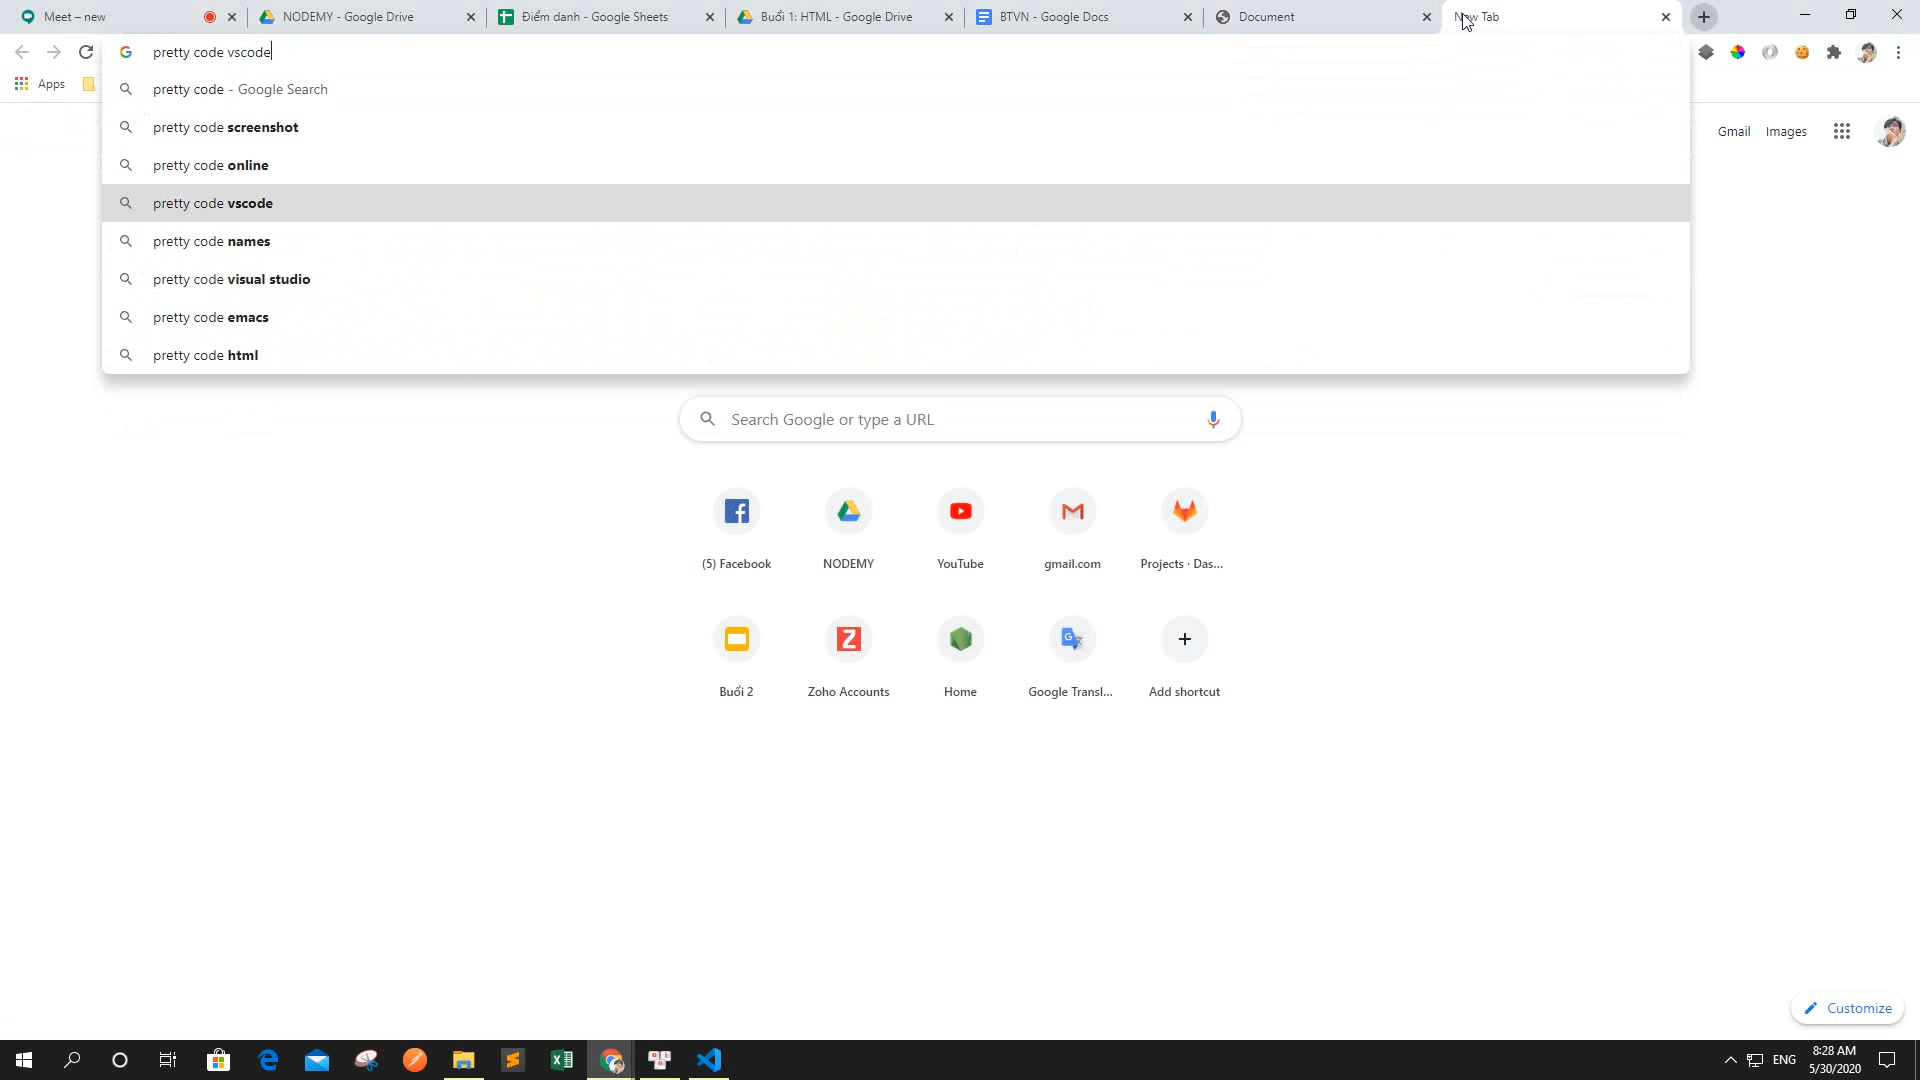 Meet – new
NODEMY - Google Drive
Điểm danh - Google Sheets
Buổi 1: HTML - Google Drive
BTVN - Google Docs
Document
New Tab
pretty code vscode
Apps
pretty code - Google Search
pretty code screenshot
pretty code online
pretty code vscode
pretty code names
pretty code visual studio
pretty code emacs
pretty code html
Gmail
Images
Search Google or type a URL
(5) Facebook
NODEMY
YouTube
gmail.com
Projects · Das...
Buổi 2
Zoho Accounts
Home
Google Transl...
Add shortcut
Customize
ENG
8:28 AM
5/30/2020